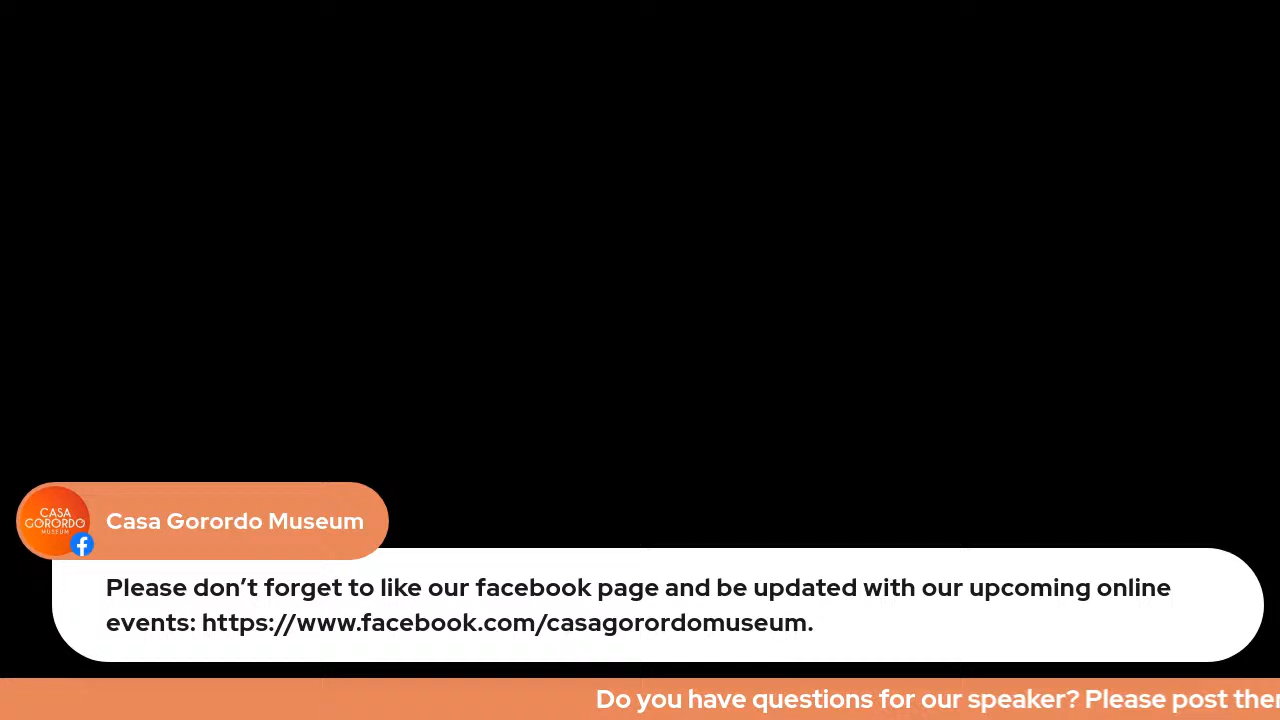 CASA
GORORDO
MUSEUM
Casa Gorordo Museum
Please don’t forget to like our facebook page and be updated with our upcoming online
events: https://www.facebook.com/casagorordomuseum.
Do you have questions for our speaker? Please post